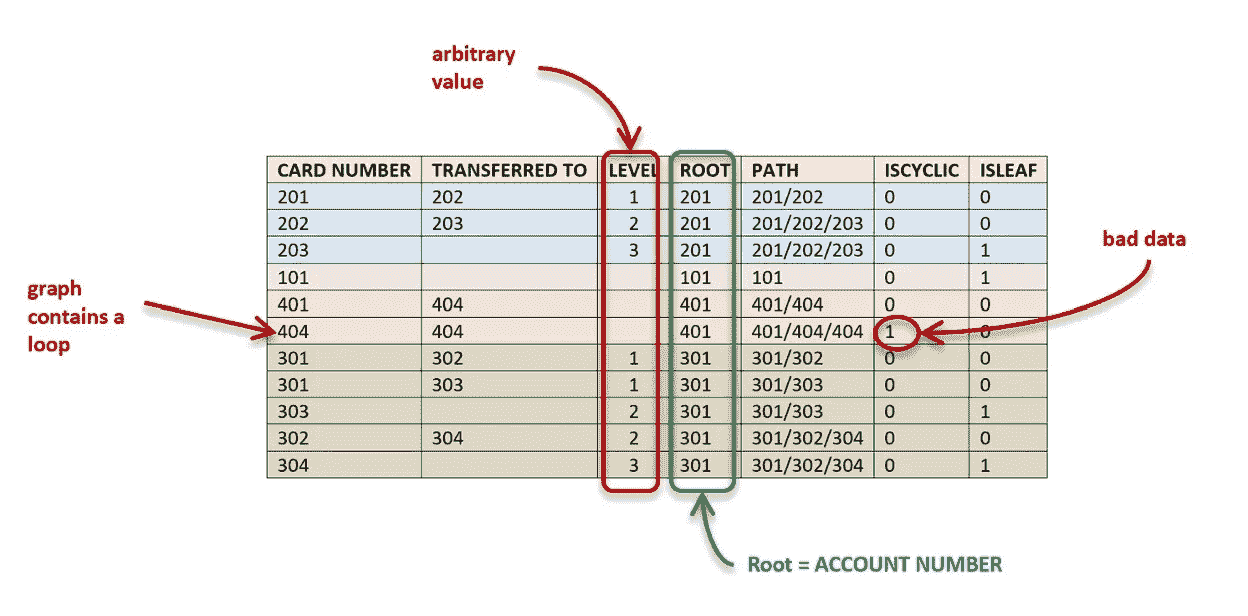 arbitrary
value
CARD NUMBER TRANSFERRED TO LEVEL ROOT PATH ISCYCLIC ISLEAF
201 202 1 201 201/202 0 0
202 203 2 201 201/202/203 0 0
203 3 201 201/202/203 0 1
101 101 101 0 1
401 404 401 401/404 0 0
404 404 401 401/404/404 1 0
301 302 1 301 301/302 0 0
301 303 1 301 301/303 0 0
303 2 301 301/303 0 1
302 304 2 301 301/302/304 0 0
304 3 301 301/302/304 0 1
bad data
graph
contains a
loop
Root = ACCOUNT NUMBER